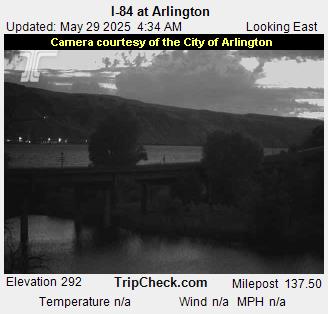 I-84 at Arlington
Updated: May 29 2025 4:34 AM Looking East
Camera courtesy of the City of Arlington
Elevation 292 TripCheck.com Milepost 137.50
Temperature n/a Wind n/a MPH n/a